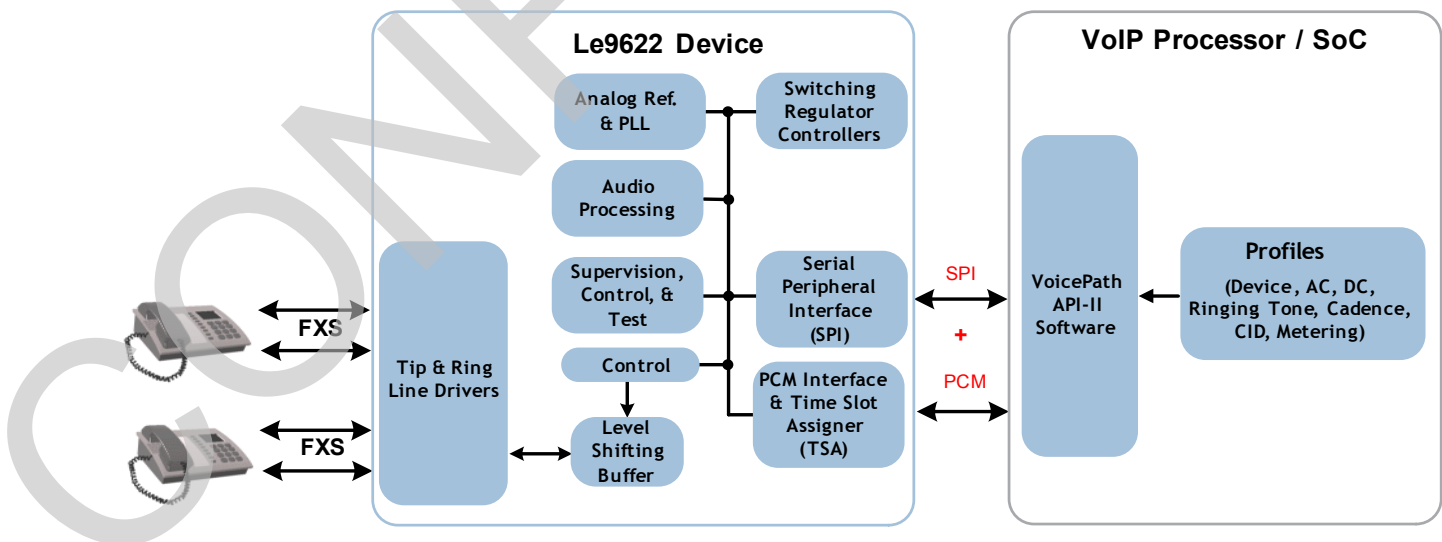 Le9622 Device
VoIP Processor / SoC
Analog Ref.
& PLL
Switching
Regulator
Controllers
Audio
Processing
Supervision,
Control, &
Test
Serial
Peripheral
Interface
(SPI)
Control
PCM Interface
& Time Slot
Assigner
(TSA)
Level
Shifting
Buffer
Tip & Ring
Line Drivers
FXS
FXS
SPI
+
PCM
VoicePath
API-II
Software
Profiles
(Device, AC, DC,
Ringing Tone, Cadence,
CID, Metering)